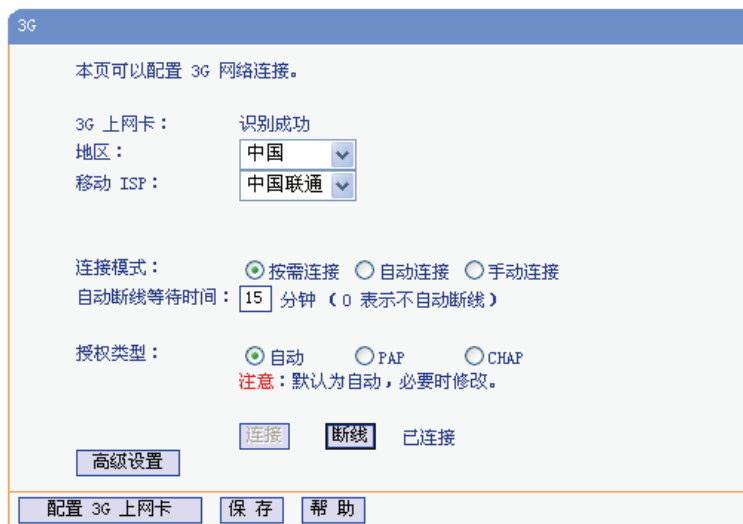 3G
本页可以配置 3G 网络连接。
3G 上网卡： 识别成功
地区： 中国
移动 ISP： 中国联通
连接模式： 按需连接 自动连接 手动连接
自动断线等待时间： 15 分钟 （0 表示不自动断线）
授权类型： 自动 PAP CHAP
注意：默认为自动，必要时修改。
连接 断线 已连接
高级设置
配置 3G 上网卡 保 存 帮 助